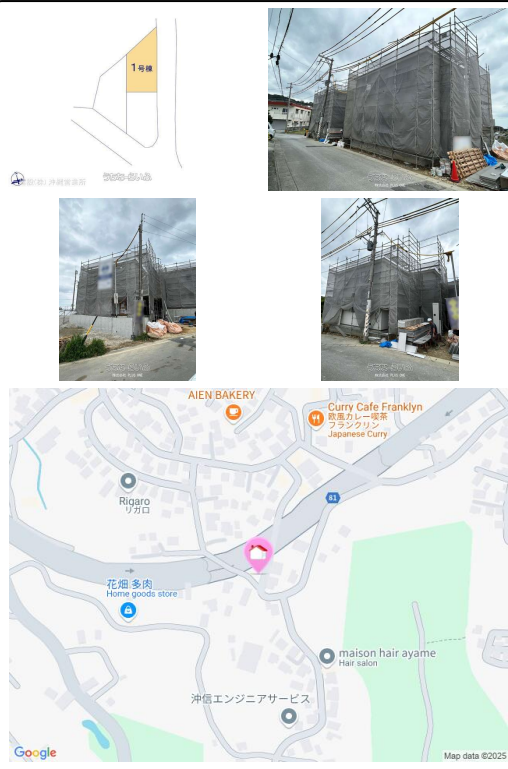 1号棟
AIEN BAKERY
Curry Cafe Franklyn
欧風カレー喫茶
フランクリン
Japanese Curry
81
Rigaro
リガロ
花畑 多肉
Home goods store
maison hair ayame
Hair salon
沖信エンジニアサービス
Google
Map data ©2025